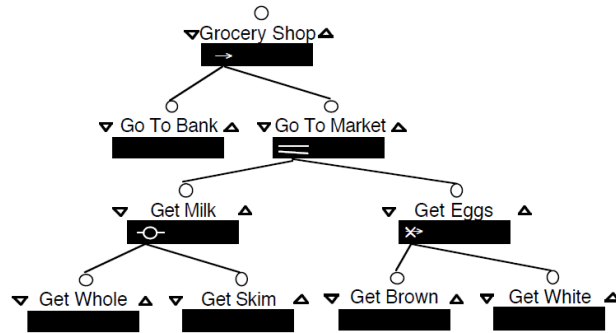 Grocery Shop
Go To Bank
Go To Market
Get Milk
Get Eggs
Get Whole
Get Skim
Get Brown
Get White